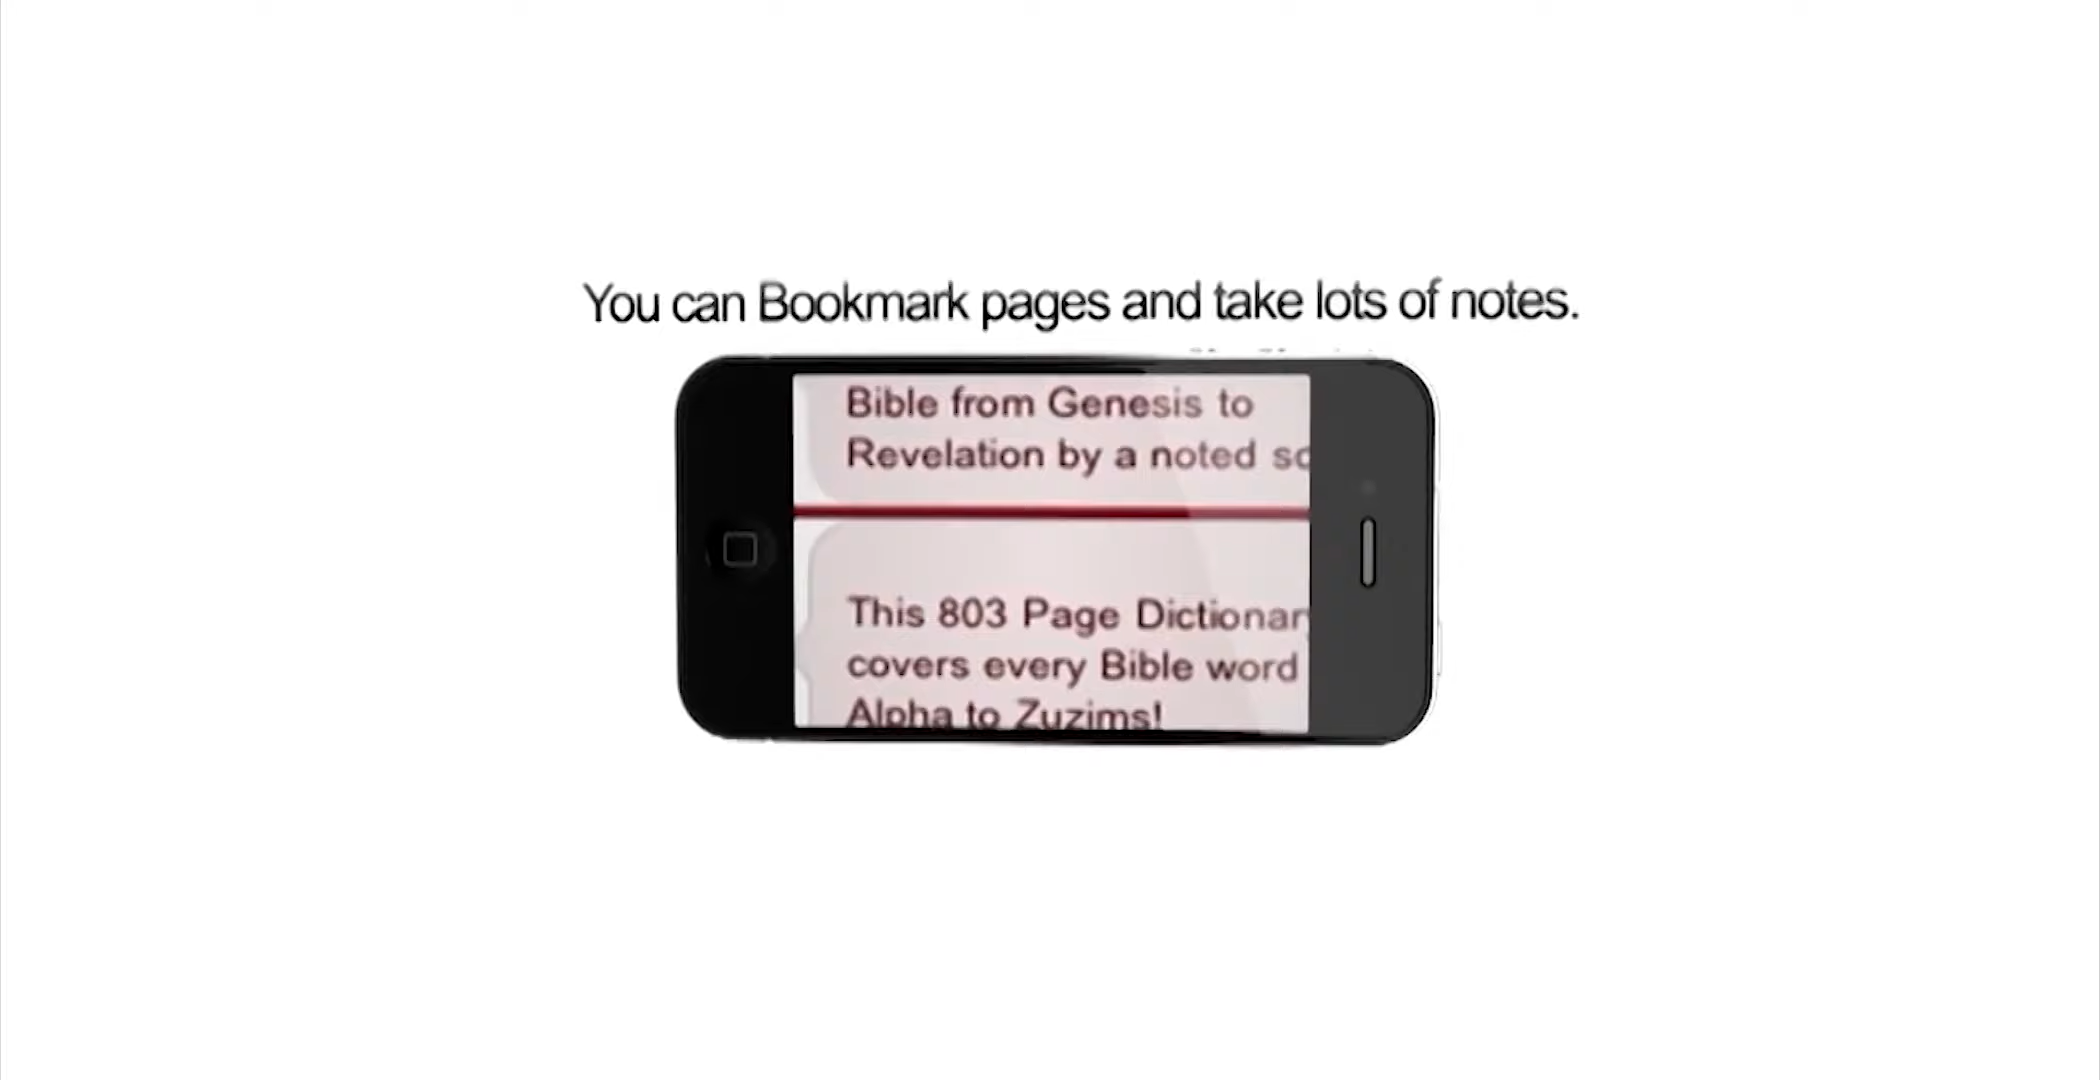 You can Bookmark pages and take lots of notes.
Bible from Genesis to
Revelation by a noted
This 803 Page Dictionary
covers every Bible word
Alpha to Zuzims!